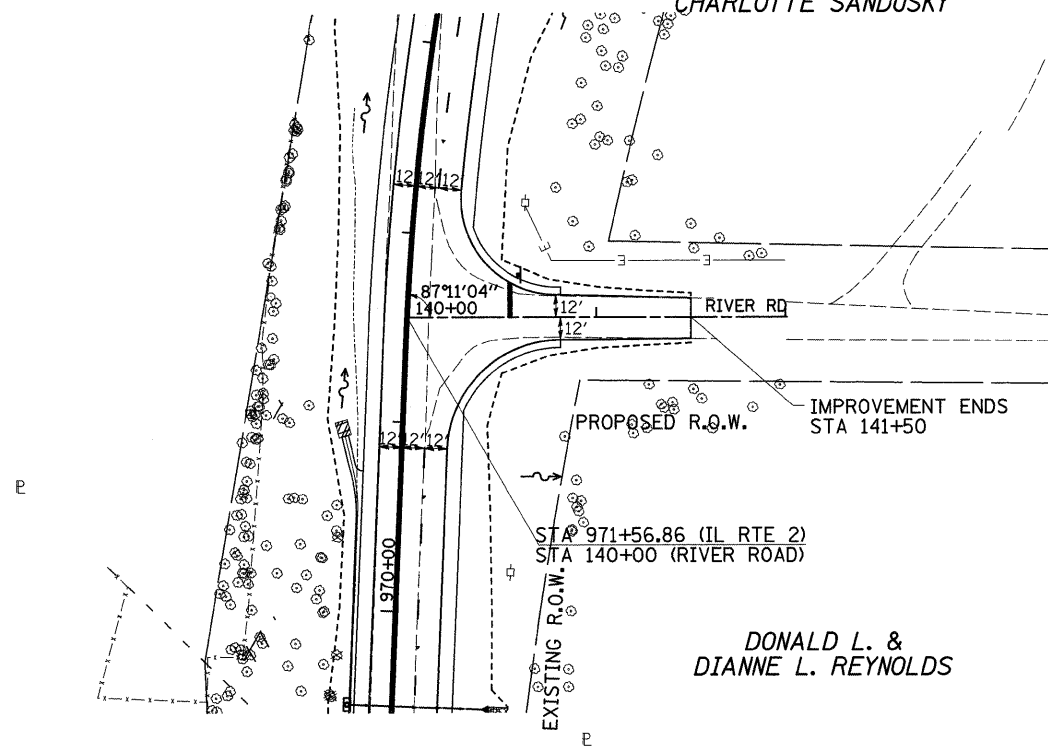 CHARLOTTE SANDUSKY
12' 12' 12'
87°11'04"
140+00
12'
RIVER RD
12'
IMPROVEMENT ENDS
STA 141+50
PROPOSED R.O.W.
12' 12' 12'
STA 971+56.86 (IL RTE 2)
STA 140+00 (RIVER ROAD)
970+00
EXISTING R.O.W.
DONALD L. &
DIANNE L. REYNOLDS
E
E
E
PL
PL